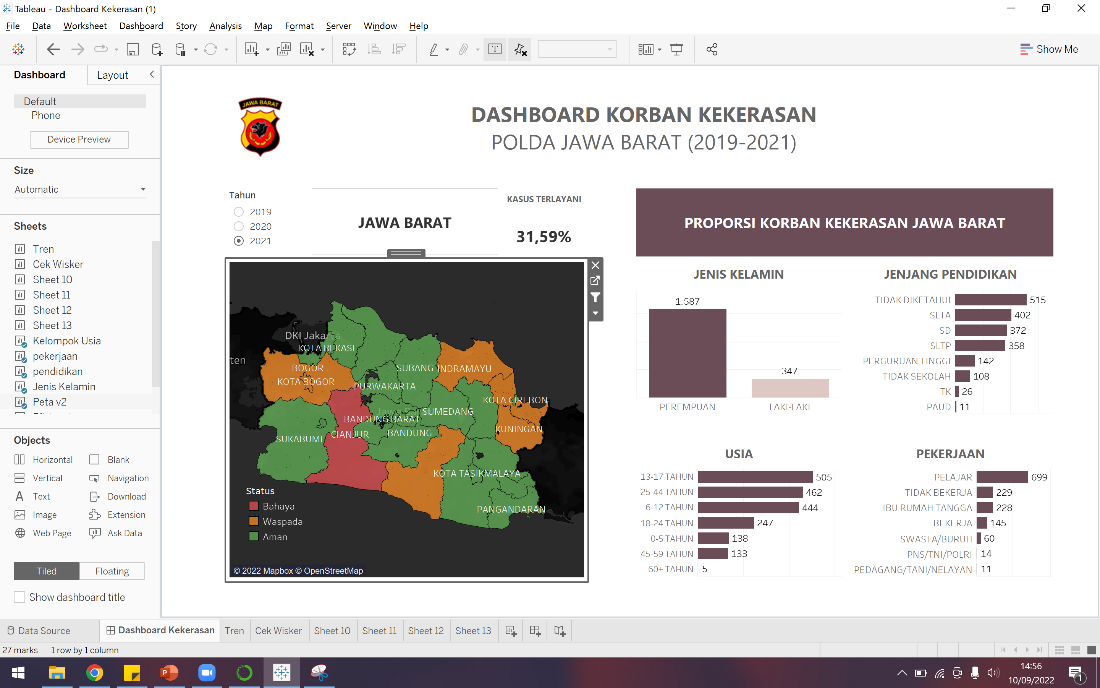 Tableau - Dashboard Kekerasan (1)
File Data Worksheet Dashboard Story Analysis Map Format Server Window Help
Show Me
Dashboard Layout
Default
Phone
Device Preview
Size
Automatic
Sheets
Tren
Cek Wisker
Sheet 10
Sheet 11
Sheet 12
Sheet 13
Kelompok Usia
pekerjaan
pendidikan
Jenis Kelamin
Peta v2
Objects
Horizontal Blank
Vertical Navigation
Text Download
Image Extension
Web Page Ask Data
Tiled Floating
Show dashboard title
JAWA BARAT
DASHBOARD KORBAN KEKERASAN
POLDA JAWA BARAT (2019-2021)
Tahun
2019
2020
2021
JAWA BARAT
KASUS TERLAYANI
31,59%
DKI Jakarta
KOTA BEKASI
ten
BOGOR
KOTA BOGOR
SUBANG
INDRAMAYU
PURWAKARTA
KOTA CIREBON
SUMEDANG
BANDUNG BARAT
BANDUNG
KUNINGAN
SUKABUMI
CIANJUR
KOTA TASIKMALAYA
PANGANDARAN
Status
Bahaya
Waspada
Aman
© 2022 Mapbox © OpenStreetMap
PROPORSI KORBAN KEKERASAN JAWA BARAT
JENIS KELAMIN
1.587
347
PEREMPUAN LAKI-LAKI
JENJANG PENDIDIKAN
TIDAK DIKETAHUI 515
SLTA 402
SD 372
SLTP 358
PERGURUAN TINGGI 142
TIDAK SEKOLAH 108
TK 26
PAUD 11
USIA
13-17 TAHUN 505
25-44 TAHUN 462
6-12 TAHUN 444
18-24 TAHUN 247
0-5 TAHUN 138
45-59 TAHUN 133
60+ TAHUN 5
PEKERJAAN
PELAJAR 699
TIDAK BEKERJA 229
IBU RUMAH TANGGA 228
BEKERJA 145
SWASTA/BURUH 60
PNS/TNI/POLRI 14
PEDAGANG/TANI/NELAYAN 11
Data Source Dashboard Kekerasan Tren Cek Wisker Sheet 10 Sheet 11 Sheet 12 Sheet 13
27 marks 1 row by 1 column
14:56
10/09/2022
1